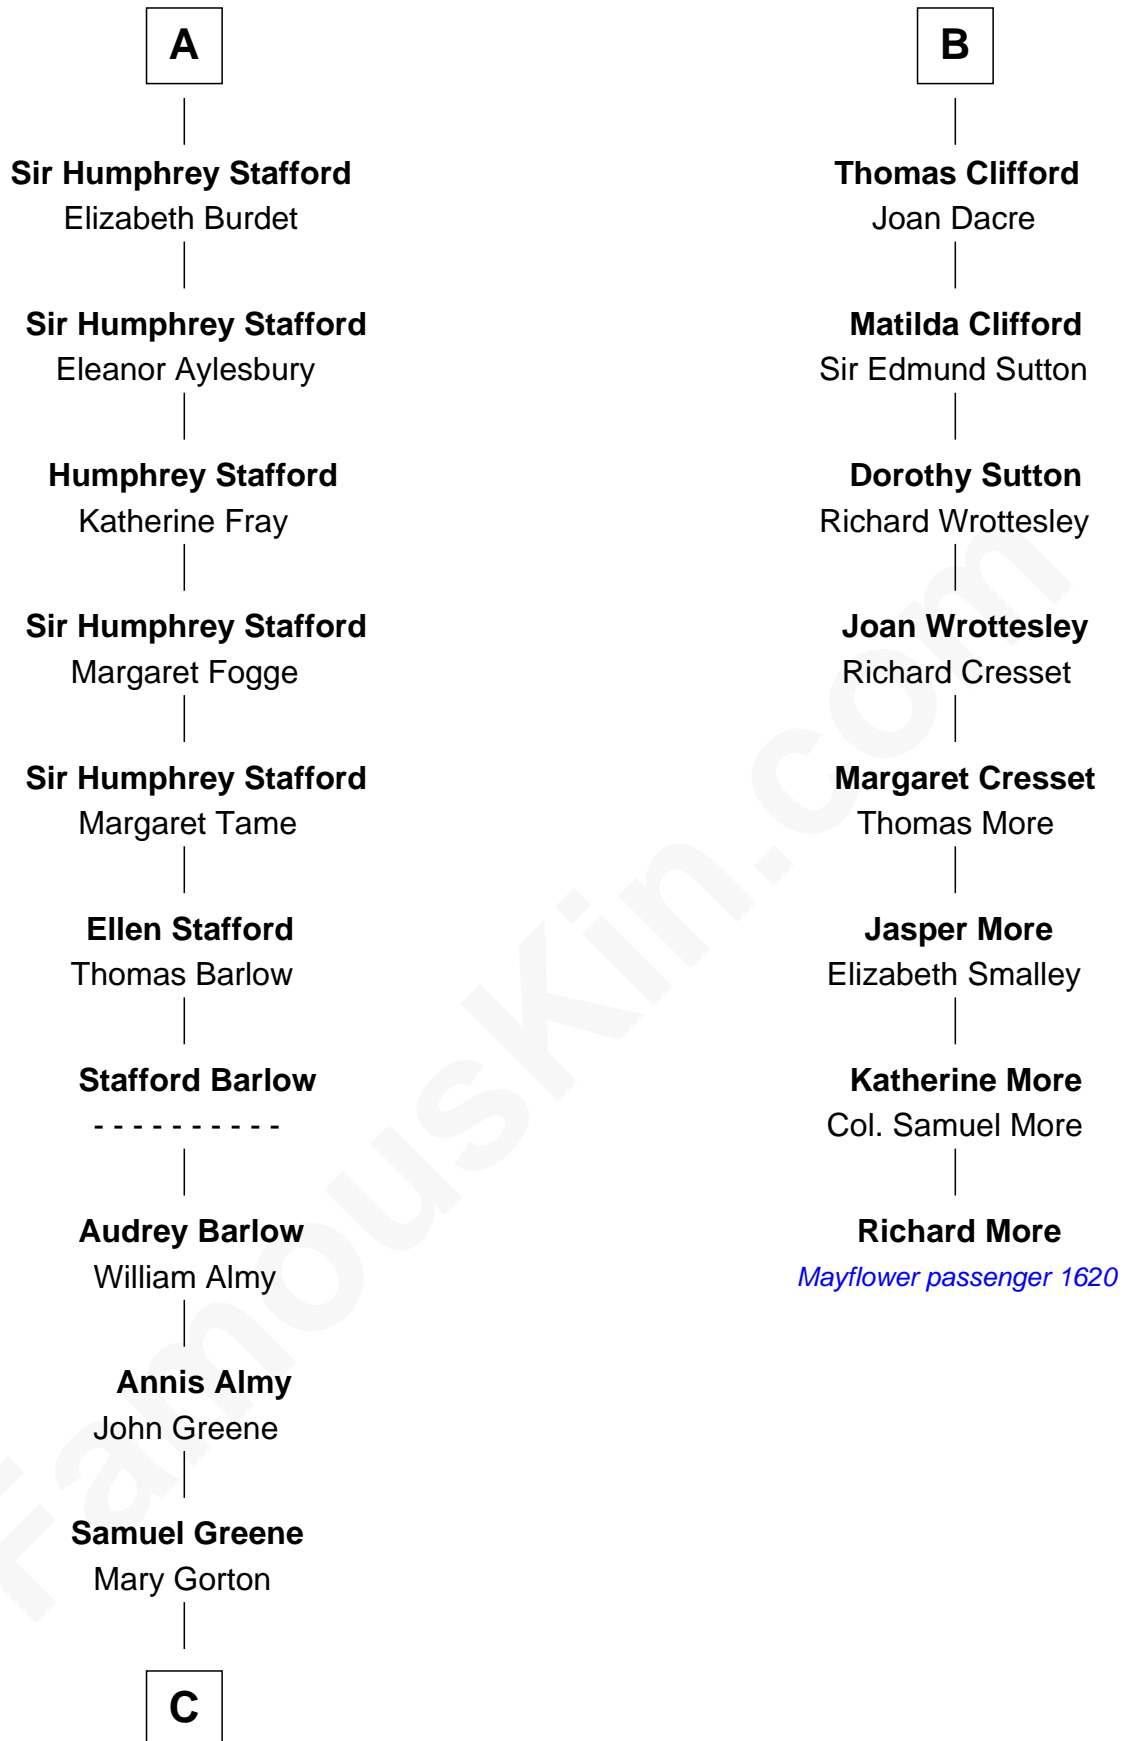 A
Sir Humphrey Stafford
Elizabeth Burdet
Sir Humphrey Stafford
Eleanor Aylesbury
Humphrey Stafford
Katherine Fray
Sir Humphrey Stafford
Margaret Fogge
Sir Humphrey Stafford
Margaret Tame
Ellen Stafford
Thomas Barlow
Stafford Barlow
- - - - - - - - - -
Audrey Barlow
William Almy
Annis Almy
John Greene
Samuel Greene
Mary Gorton
C
B
Thomas Clifford
Joan Dacre
Matilda Clifford
Sir Edmund Sutton
Dorothy Sutton
Richard Wrottesley
Joan Wrottesley
Richard Cresset
Margaret Cresset
Thomas More
Jasper More
Elizabeth Smalley
Katherine More
Col. Samuel More
Richard More
Mayflower passenger 1620
FamousKin.com